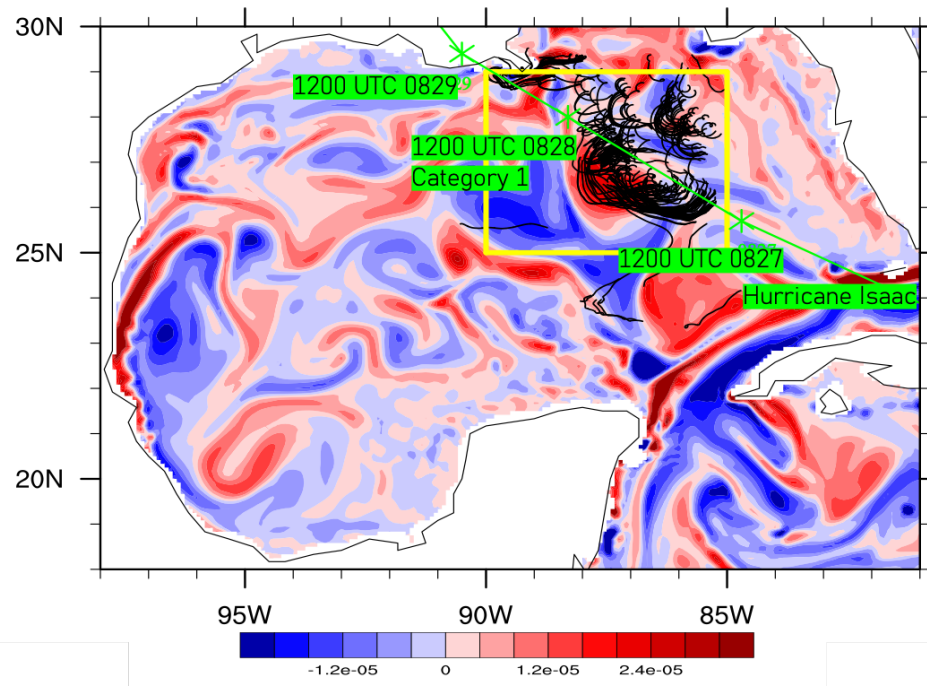 30N
1200 UTC 0829
29
1200 UTC 0828
Category 1
25N
1200 UTC 0827
Hurricane Isaac
20N
95W 90W 85W
-1.2e-05 0 1.2e-05 2.4e-05